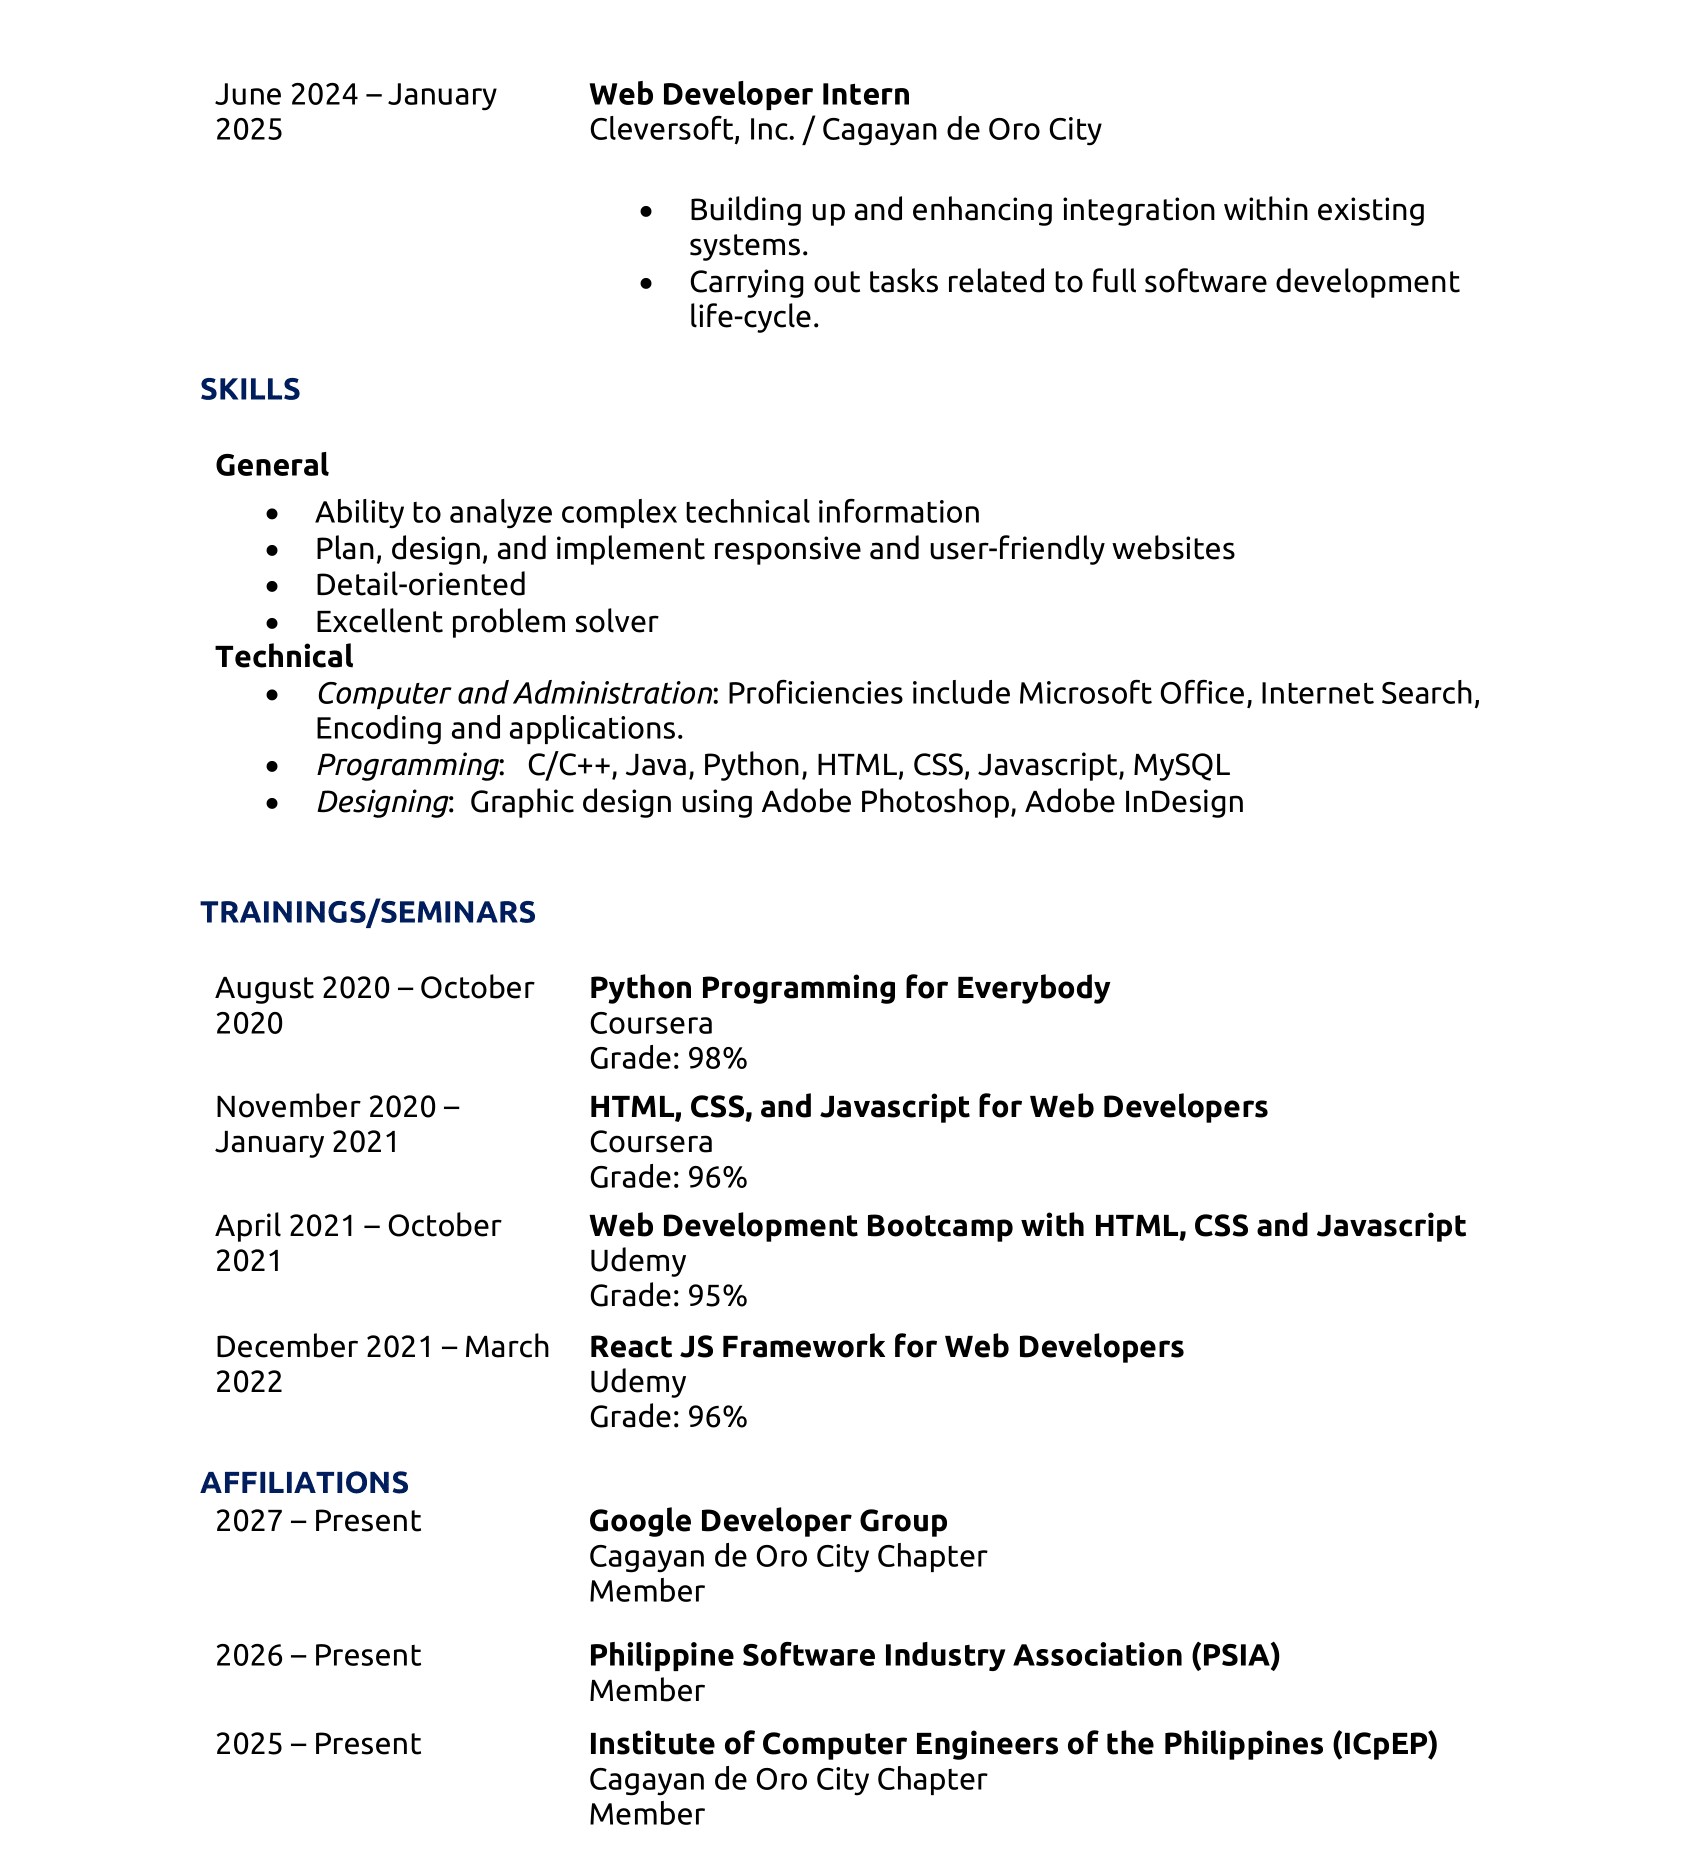 June 2024 – January
2025
Web Developer Intern
Cleversoft, Inc. / Cagayan de Oro City
• Building up and enhancing integration within existing
systems.
• Carrying out tasks related to full software development
life-cycle.
SKILLS
General
• Ability to analyze complex technical information
• Plan, design, and implement responsive and user-friendly websites
• Detail-oriented
• Excellent problem solver
Technical
• Computer and Administration: Proficiencies include Microsoft Office, Internet Search,
Encoding and applications.
• Programming: C/C++, Java, Python, HTML, CSS, Javascript, MySQL
• Designing: Graphic design using Adobe Photoshop, Adobe InDesign
TRAININGS/SEMINARS
August 2020 – October
2020
Python Programming for Everybody
Coursera
Grade: 98%
November 2020 –
January 2021
HTML, CSS, and Javascript for Web Developers
Coursera
Grade: 96%
April 2021 – October
2021
Web Development Bootcamp with HTML, CSS and Javascript
Udemy
Grade: 95%
December 2021 – March
2022
React JS Framework for Web Developers
Udemy
Grade: 96%
AFFILIATIONS
2027 – Present
Google Developer Group
Cagayan de Oro City Chapter
Member
2026 – Present
Philippine Software Industry Association (PSIA)
Member
2025 – Present
Institute of Computer Engineers of the Philippines (ICpEP)
Cagayan de Oro City Chapter
Member